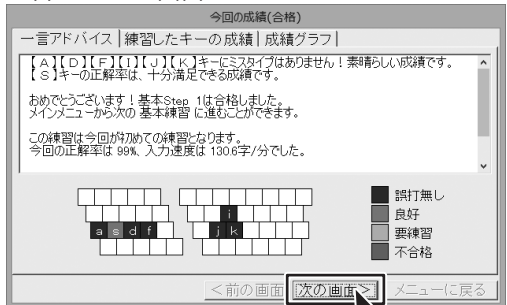 今回の成績(合格)
一言アドバイス 練習したキーの成績 成績グラフ
【A】【D】【F】【I】【J】【K】キーにミスタイプはありません！素晴らしい成績です。
【S】キーの正解率は、十分満足できる成績です。
おめでとうございます！基本Step 1は合格しました。
メインメニューから次の 基本練習 に進むことができます。
この練習は今回が初めての練習となります。
今回の正解率は 99%、入力速度は 130.6字/分でした。
i
a s d f j k
誤打無し
良好
要練習
不合格
＜前の画面 次の画面＞ メニューに戻る